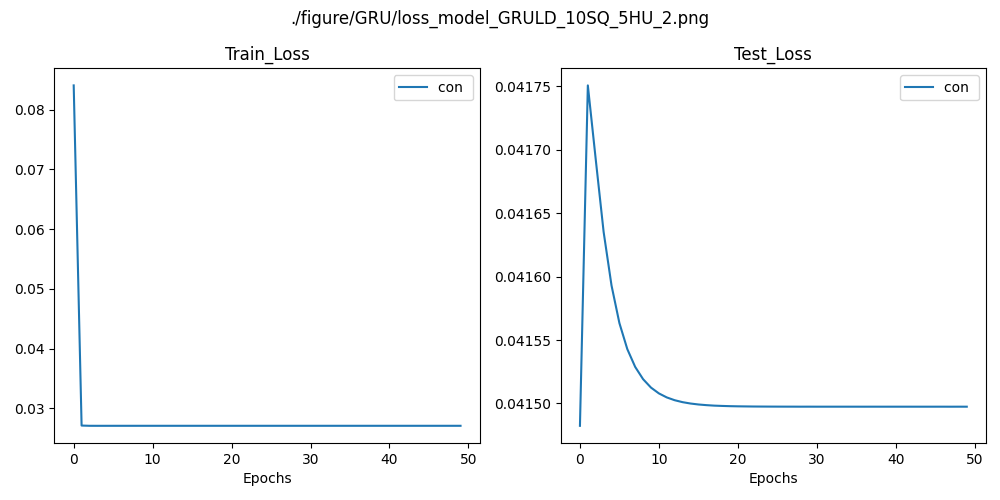 ./figure/GRU/loss_model_GRULD_10SQ_5HU_2.png
Train_Loss
con
0.08
0.07
0.06
0.05
0.04
0.03
0 10 20 30 40 50
Epochs
Test_Loss
con
0.04175
0.04170
0.04165
0.04160
0.04155
0.04150
0 10 20 30 40 50
Epochs